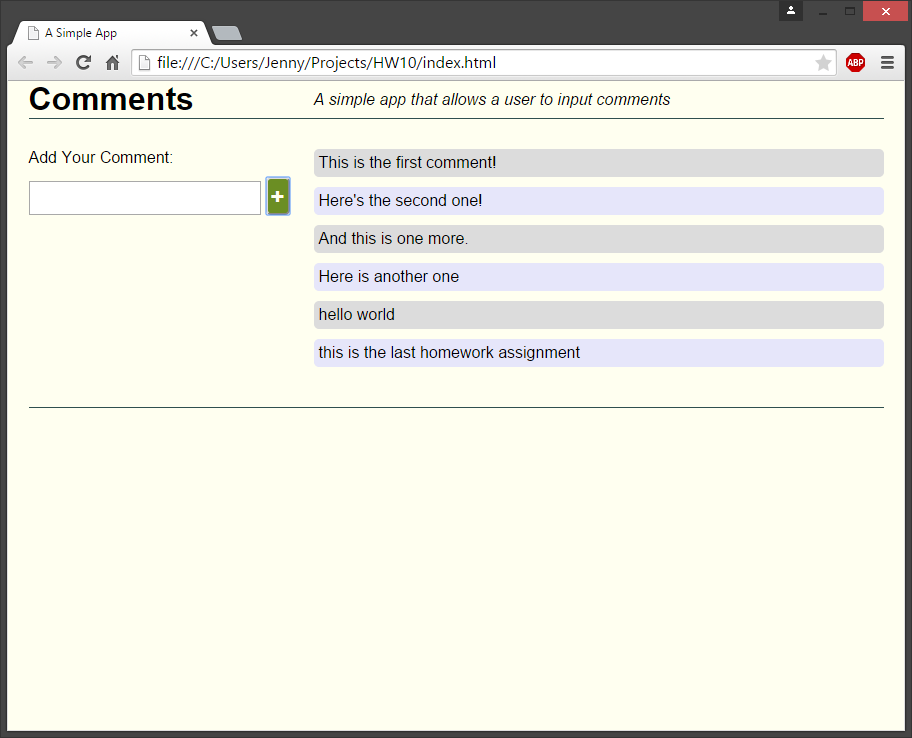 A Simple App
file:///C:/Users/Jenny/Projects/HW10/index.html
ABP
Comments
A simple app that allows a user to input comments
Add Your Comment:
+
This is the first comment!
Here's the second one!
And this is one more.
Here is another one
hello world
this is the last homework assignment